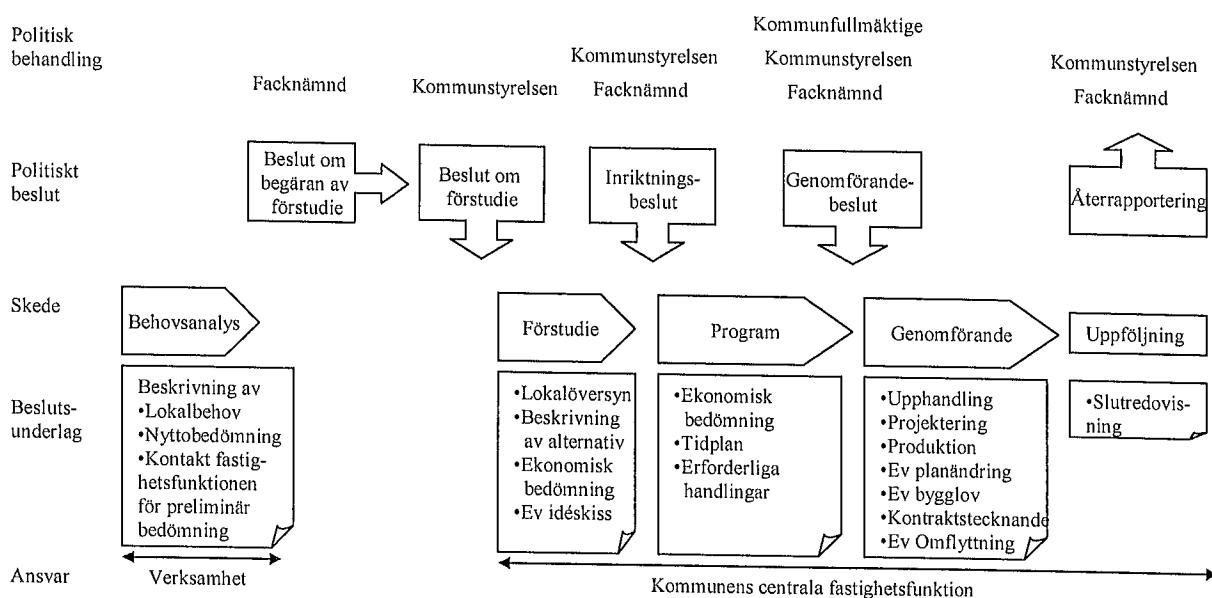 Politisk
behandling
Facknämnd
Kommunstyrelsen
Kommunstyrelsen
Facknämnd
Kommunfullmäktige
Kommunstyrelsen
Facknämnd
Kommunstyrelsen
Facknämnd
Politiskt
beslut
Beslut om
begäran av
förstudie
Beslut om
förstudie
Inriktnings-
beslut
Genomförande-
beslut
Återrapportering
Skede
Behovsanalys
Förstudie
Program
Genomförande
Uppföljning
Besluts-
underlag
Beskrivning av
•Lokalbehov
•Nyttobedömning
•Kontakt fastig-
hetsfunktionen
för preliminär
bedömning
•Lokalöversyn
•Beskrivning
av alternativ
•Ekonomisk
bedömning
•Ev idéskiss
•Ekonomisk
bedömning
•Tidplan
•Erforderliga
handlingar
•Upphandling
•Projektering
•Produktion
•Ev planändring
•Ev bygglov
•Kontraktstecknande
•Ev Omflyttning
•Slutredovis-
ning
Ansvar
Verksamhet
Kommunens centrala fastighetsfunktion